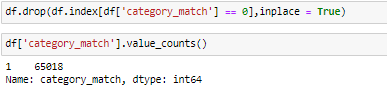 df.drop(df.index[df['category_match'] == 0],inplace = True)
df['category_match'].value_counts()
1    65018
Name: category_match, dtype: int64